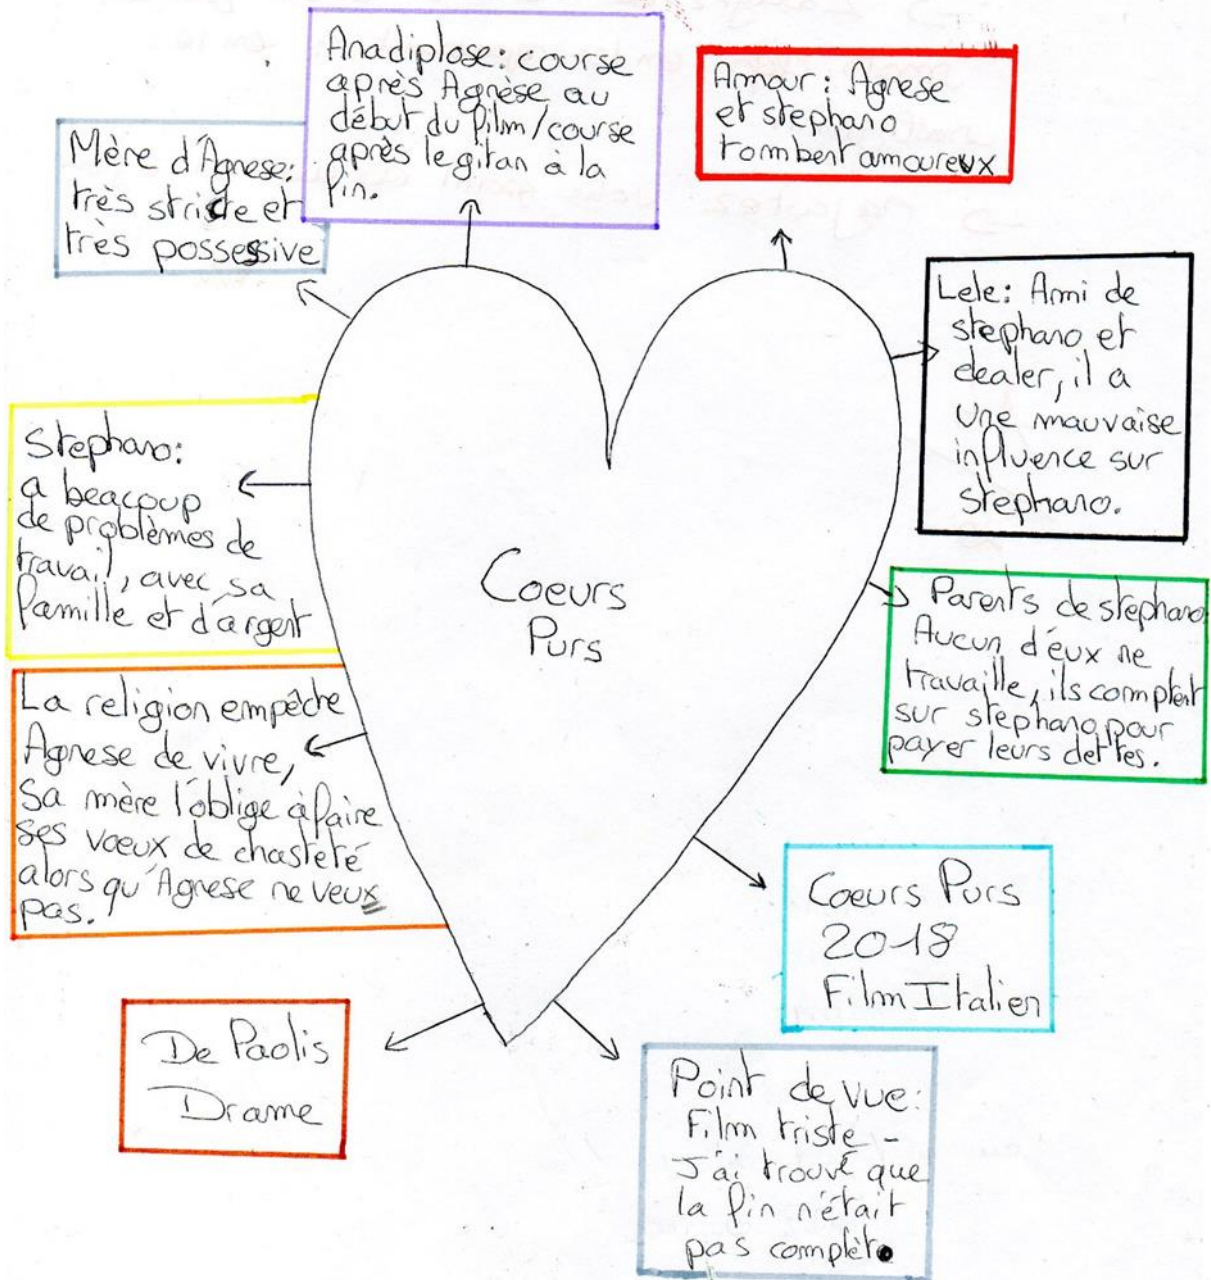 Anadiplose: course
après Agnèse au
début du film/course
après le gitan à la
fin.
Amour: Agnese
et stephano
tombent amoureux
Mère d'Agnese:
très stricte et
très possessive
Lele: Ami de
stephano et
dealer, il a
une mauvaise
influence sur
stephano.
Stephano:
a beacoup
de problèmes de
travail, avec sa
famille et d'argent
Coeurs
Purs
Parents de stephano
Aucun d'eux ne
travaille, ils comptent
sur stephano pour
payer leurs dettes.
La religion empêche
Agnese de vivre,
Sa mère l'oblige à faire
ses vœux de chasteté
alors qu'Agnese ne veux
pas.
Coeurs Purs
2018
Film Italien
De Paolis
Drame
Point de vue:
Film triste -
J'ai trouvé que
la fin n'était
pas complète